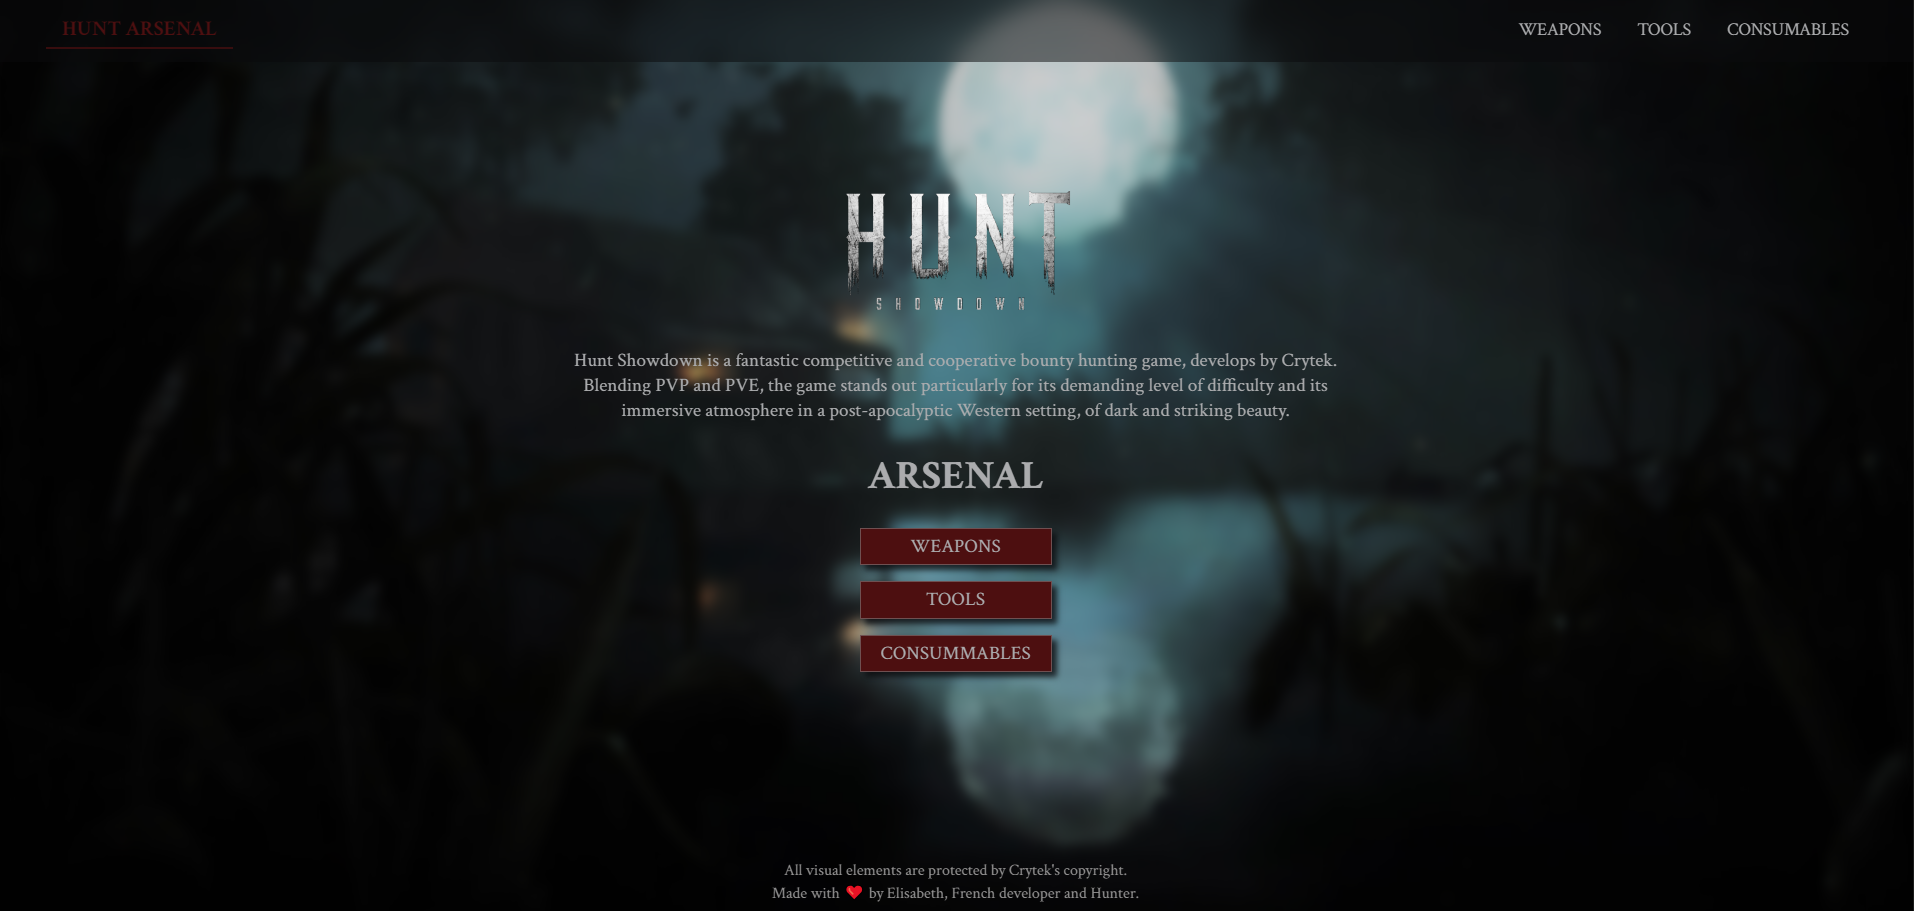 HUNT ARSENAL
WEAPONS TOOLS CONSUMABLES
HUNT
SHOWDOWN
Hunt Showdown is a fantastic competitive and cooperative bounty hunting game, develops by Crytek.
Blending PVP and PVE, the game stands out particularly for its demanding level of difficulty and its
immersive atmosphere in a post-apocalyptic Western setting, of dark and striking beauty.
ARSENAL
WEAPONS
TOOLS
CONSUMMABLES
All visual elements are protected by Crytek's copyright.
Made with ❤ by Elisabeth, French developer and Hunter.